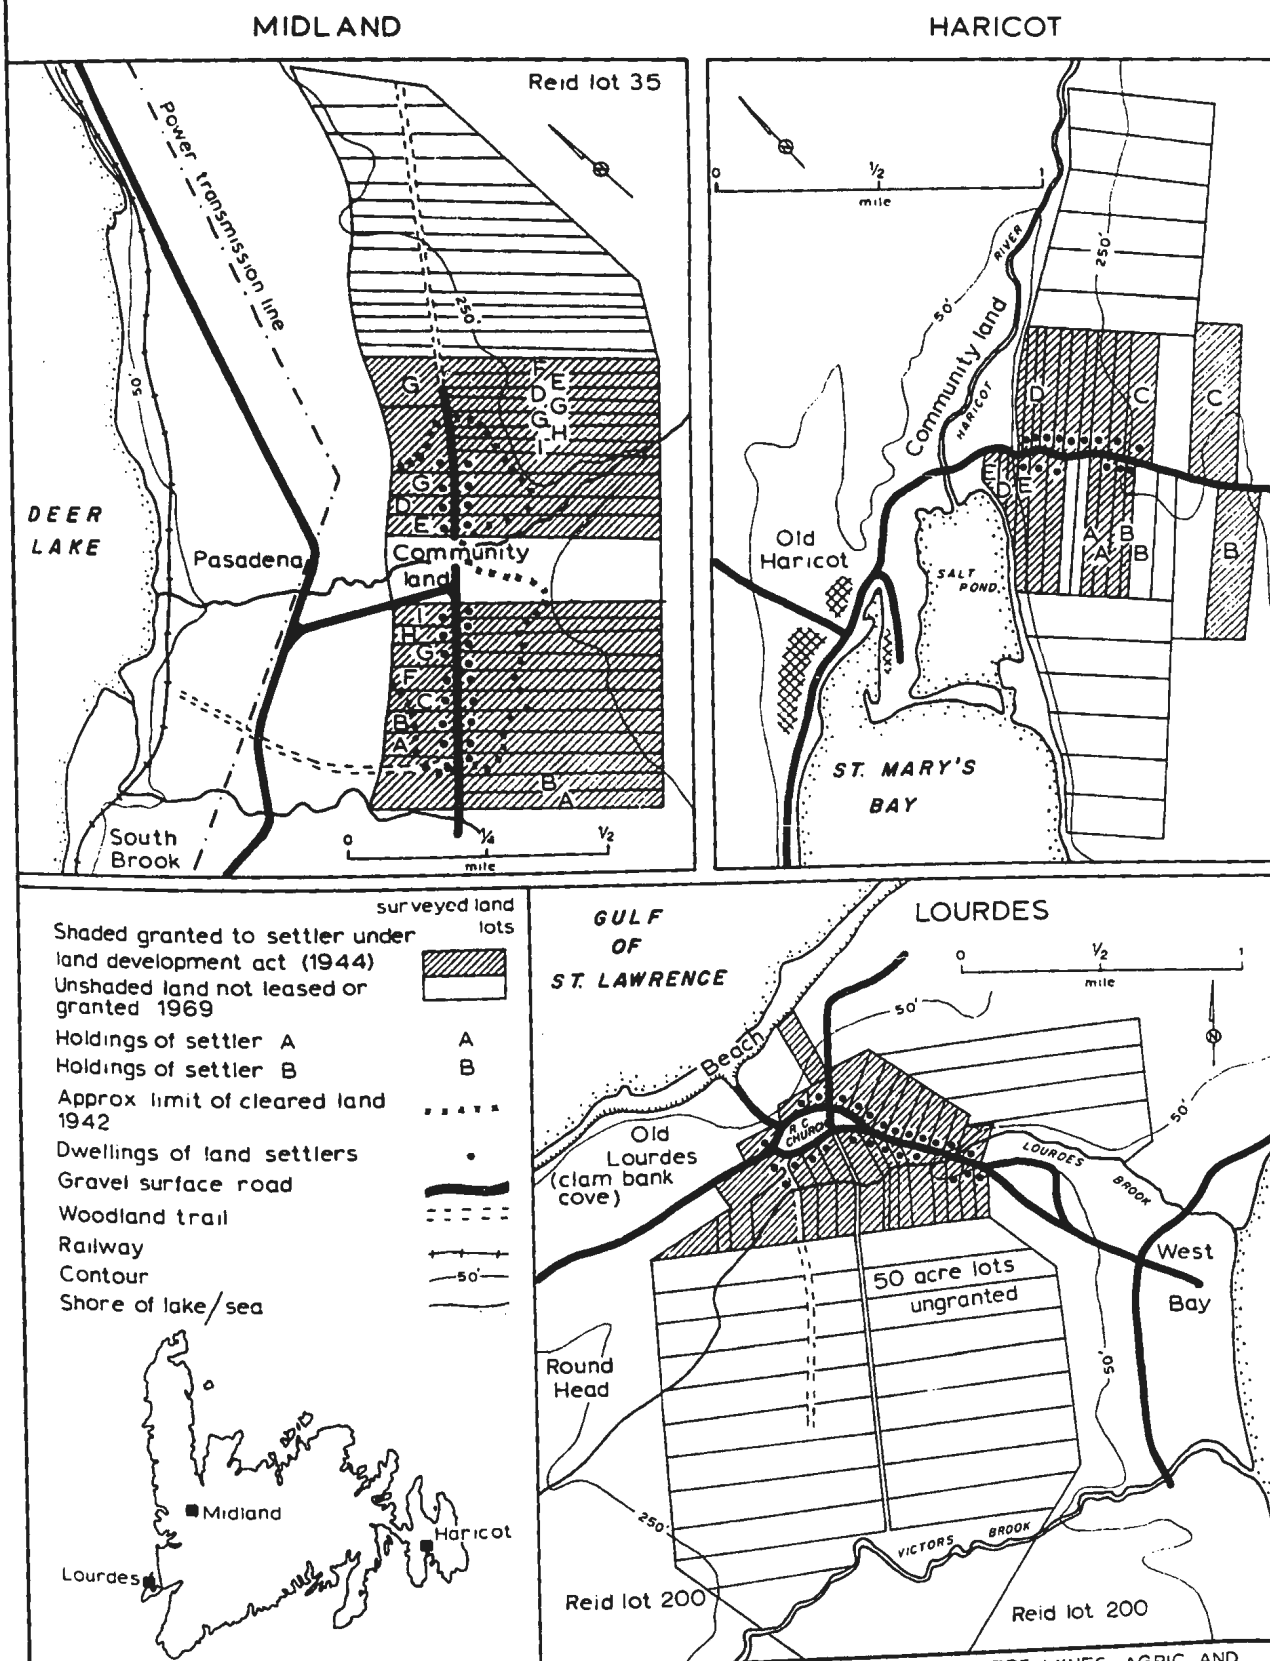 MIDLAND
Reid lot 35
Power transmission line
50'
250'
DEER
LAKE
Pasadena
Community
land
G
F
E
D
G
G
H
I
G
D
E
I
H
G
F
C
B
A
B
A
South
Brook
0
1/4
1/2
mile
HARICOT
0
1/2
1
mile
50'
250'
RIVER
HARICOT
Community land
D
C
C
E
D
E
A
A
B
B
B
Old
Haricot
SALT
POND
ST. MARY'S
BAY
surveyed land
lots
Shaded granted to settler under
land development act (1944)
Unshaded land not leased or
granted 1969
Holdings of settler A
A
Holdings of settler B
B
Approx limit of cleared land
1942
Dwellings of land settlers
Gravel surface road
Woodland trail
Railway
Contour
50'
Shore of lake/sea
Midland
Haricot
Lourdes
LOURDES
GULF
OF
ST. LAWRENCE
0
1/2
1
mile
N
50'
50'
Beach
R.C.
CHURCH
Old
Lourdes
(clam bank
cove)
LOURDES
BROOK
West
Bay
50 acre lots
ungranted
50'
Round
Head
250'
VICTORS BROOK
Reid lot 200
Reid lot 200
MINES, AGRIC AND